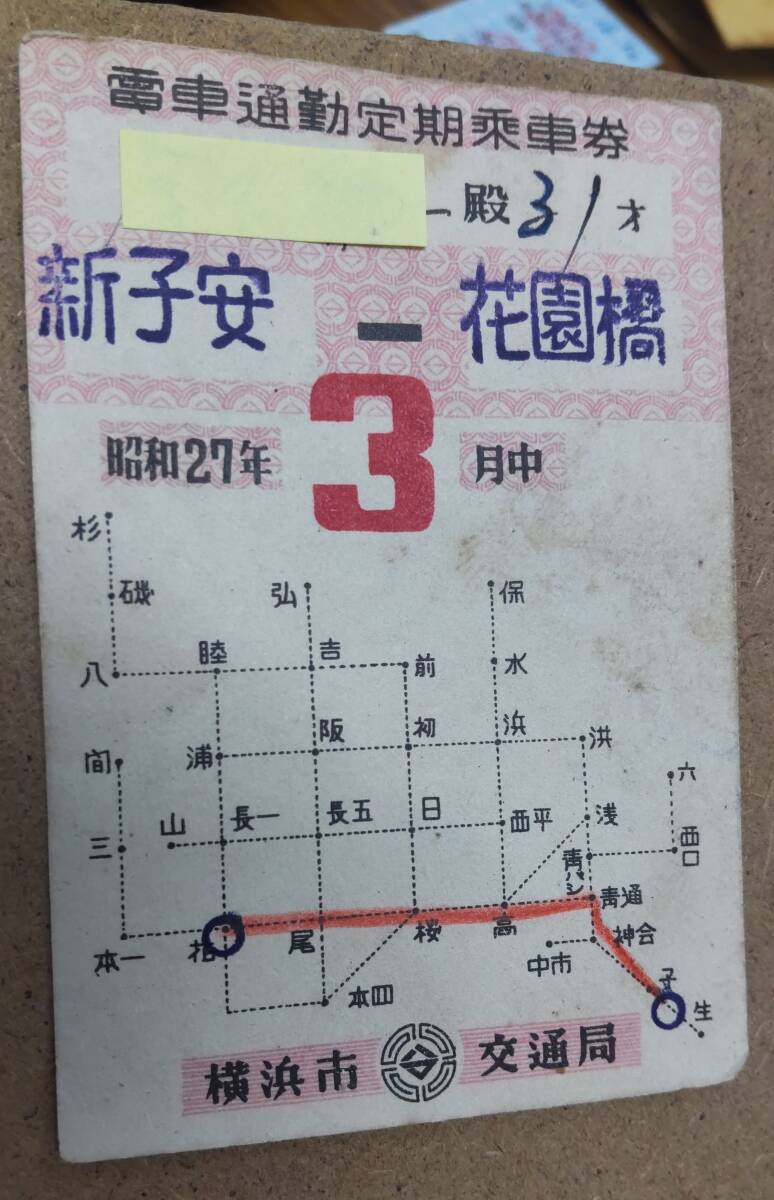 電車通勤定期乗車券
一殿31才
新子安 ー 花園橋
昭和27年 3 月中
杉
磯 弘 保
八 睦 吉 前 水
間 浦 阪 初 浜 洪 六
山 長一 長五 日 西平 浅
三 青バシ 西口
青通
本一 尾 桜 高 神会
中市
子
本四 生
横浜市 交通局